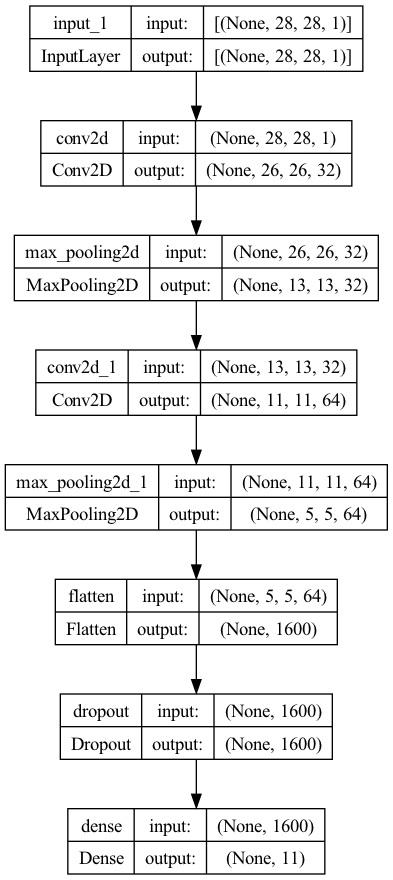 input_1 input: [(None, 28, 28, 1)]
InputLayer output: [(None, 28, 28, 1)]
conv2d input: (None, 28, 28, 1)
Conv2D output: (None, 26, 26, 32)
max_pooling2d input: (None, 26, 26, 32)
MaxPooling2D output: (None, 13, 13, 32)
conv2d_1 input: (None, 13, 13, 32)
Conv2D output: (None, 11, 11, 64)
max_pooling2d_1 input: (None, 11, 11, 64)
MaxPooling2D output: (None, 5, 5, 64)
flatten input: (None, 5, 5, 64)
Flatten output: (None, 1600)
dropout input: (None, 1600)
Dropout output: (None, 1600)
dense input: (None, 1600)
Dense output: (None, 11)